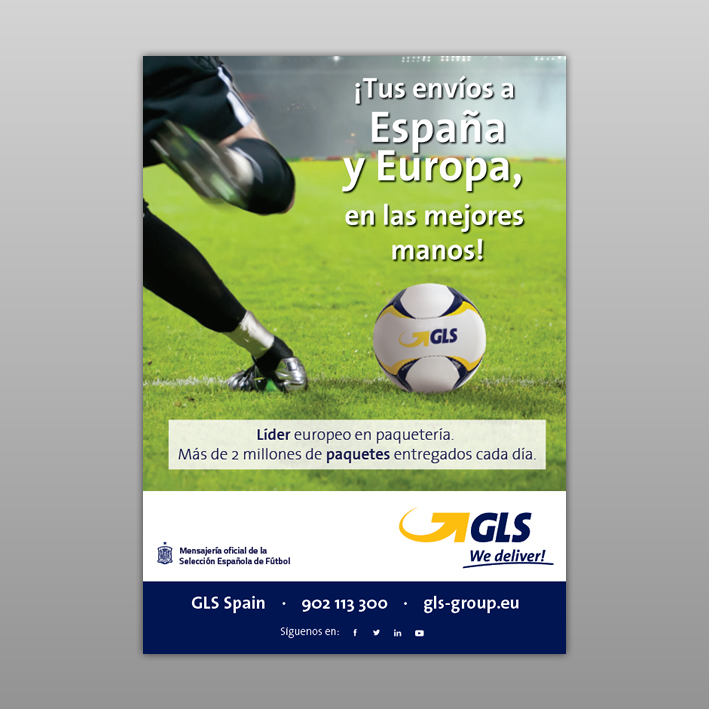 ¡Tus envíos a
España
y Europa,
en las mejores
manos!
GLS
Líder europeo en paquetería.
Más de 2 millones de paquetes entregados cada día.
GLS
We deliver!
Mensajería oficial de la
Selección Española de Fútbol
GLS Spain · 902 113 300 · gls-group.eu
Síguenos en: